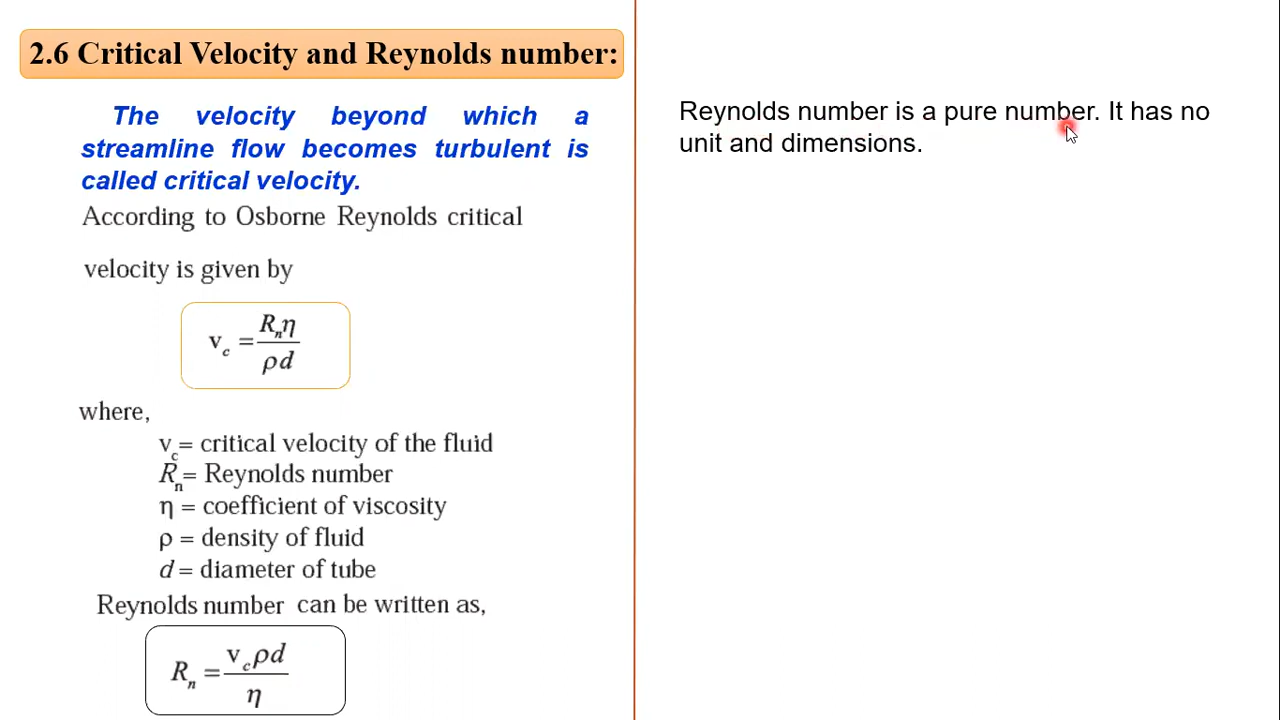 2.6 Critical Velocity and Reynolds number:
The velocity beyond which a
streamline flow becomes turbulent is
called critical velocity.
According to Osborne Reynolds critical
velocity is given by
v_c = R_n η / ρd
where,
v_c = critical velocity of the fluid
R_n = Reynolds number
η = coefficient of viscosity
ρ = density of fluid
d = diameter of tube
Reynolds number can be written as,
R_n = v_c ρd / η
Reynolds number is a pure number. It has no
unit and dimensions.